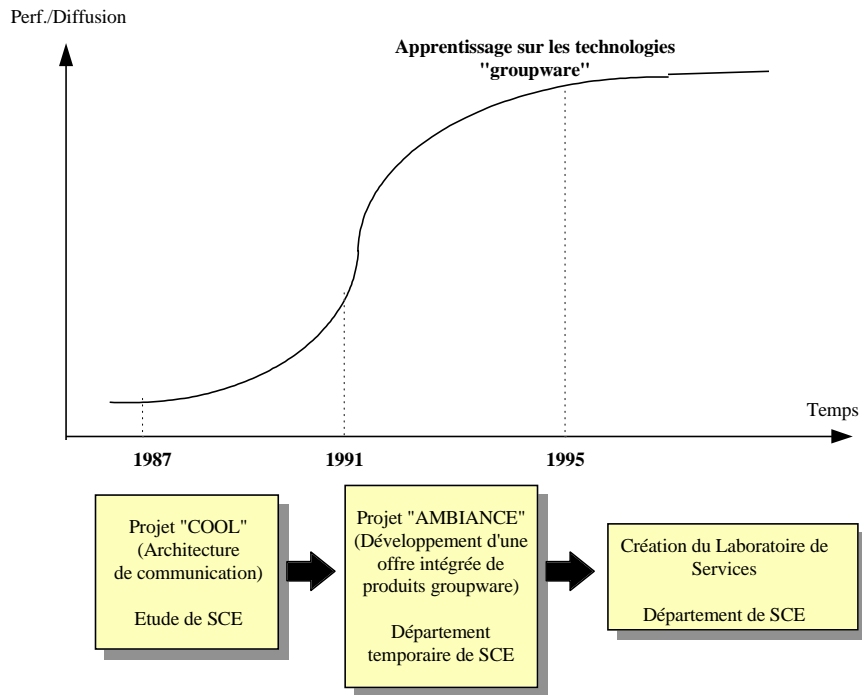 Perf./Diffusion
Apprentissage sur les technologies
"groupware"
Temps
1987
1991
1995
Projet "COOL"
(Architecture
de communication)
Etude de SCE
Projet "AMBIANCE"
(Développement d'une
offre intégrée de
produits groupware)
Département
temporaire de SCE
Création du Laboratoire de
Services
Département de SCE